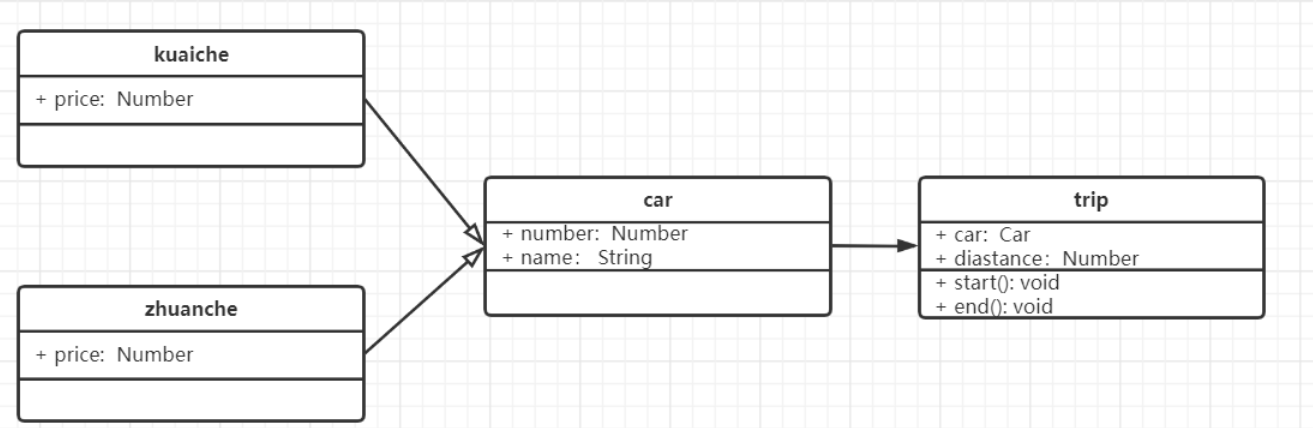 kuaiche
+ price: Number
zhuanche
+ price: Number
car
+ number: Number
+ name: String
trip
+ car: Car
+ diastance: Number
+ start(): void
+ end(): void